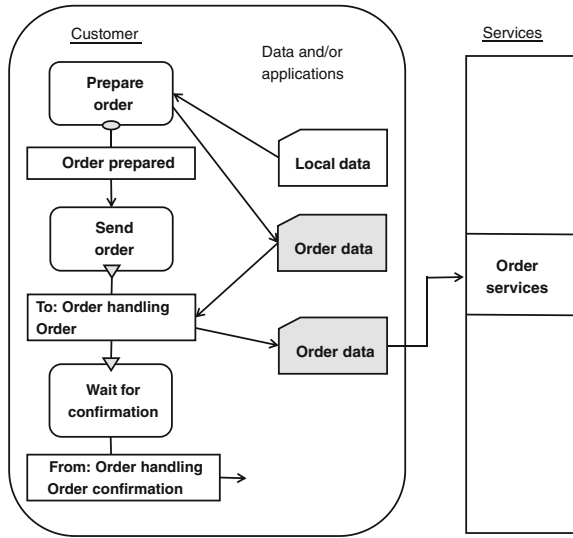 Customer
Services
Data and/or
applications
Prepare
order
Order prepared
Local data
Send
order
Order data
Order
services
To: Order handling
Order
Order data
Wait for
confirmation
From: Order handling
Order confirmation